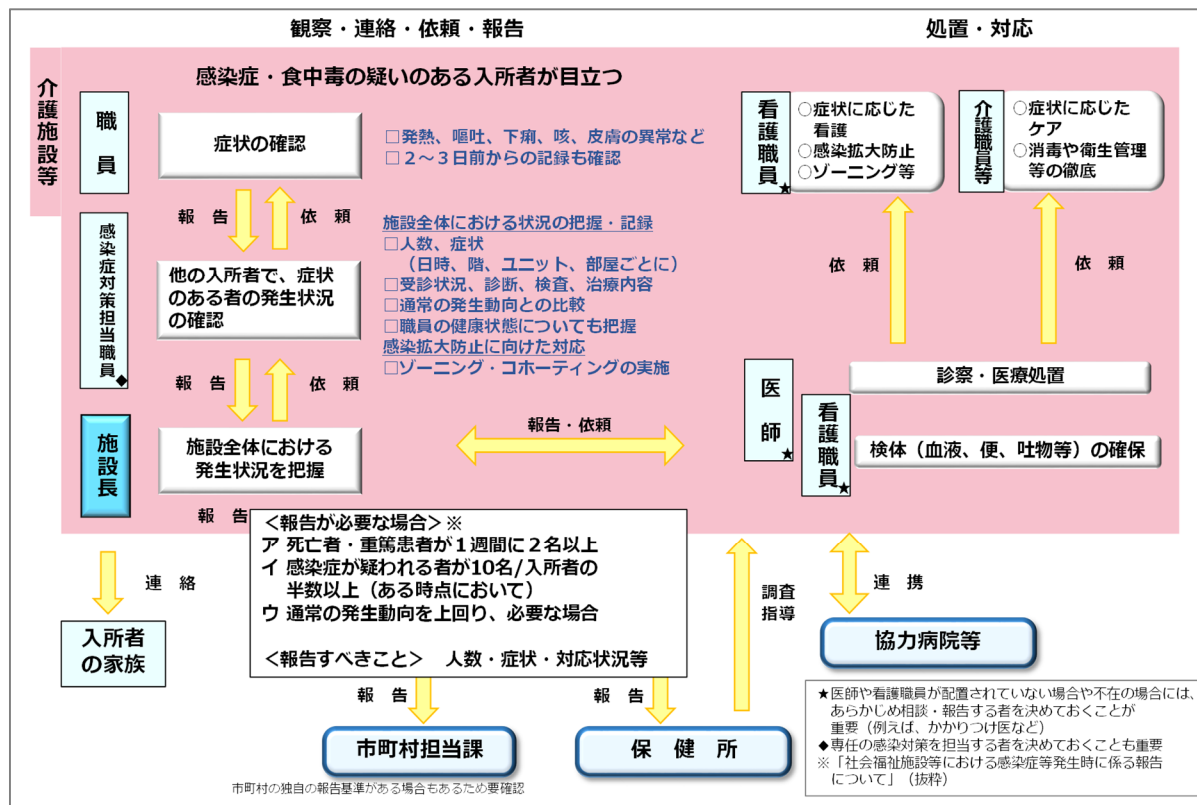 観察・連絡・依頼・報告
処置・対応
介護施設等
感染症・食中毒の疑いのある入所者が目立つ
職員
症状の確認
□発熱、嘔吐、下痢、咳、皮膚の異常など
□２～３日前からの記録も確認
報告
依頼
感染症対策担当職員◆
他の入所者で、症状
のある者の発生状況
の確認
施設全体における状況の把握・記録
□人数、症状
（日時、階、ユニット、部屋ごとに）
□受診状況、診断、検査、治療内容
□通常の発生動向との比較
□職員の健康状態についても把握
感染拡大防止に向けた対応
□ゾーニング・コホーティングの実施
報告
依頼
施設長
施設全体における
発生状況を把握
報告・依頼
看護職員★
○症状に応じた
看護
○感染拡大防止
○ゾーニング等
介護職員等
○症状に応じた
ケア
○消毒や衛生管理
等の徹底
依頼
依頼
医師★
看護職員★
診察・医療処置
検体（血液、便、吐物等）の確保
報告
＜報告が必要な場合＞※
ア 死亡者・重篤患者が１週間に２名以上
イ 感染症が疑われる者が10名/入所者の
半数以上（ある時点において）
ウ 通常の発生動向を上回り、必要な場合
＜報告すべきこと＞ 人数・症状・対応状況等
連絡
入所者
の家族
報告
報告
調査
指導
連携
市町村担当課
保健所
協力病院等
市町村の独自の報告基準がある場合もあるため要確認
★医師や看護職員が配置されていない場合や不在の場合には、
あらかじめ相談・報告する者を決めておくことが
重要（例えば、かかりつけ医など）
◆専任の感染対策を担当する者を決めておくことも重要
※「社会福祉施設等における感染症等発生時に係る報告
について」（抜粋）